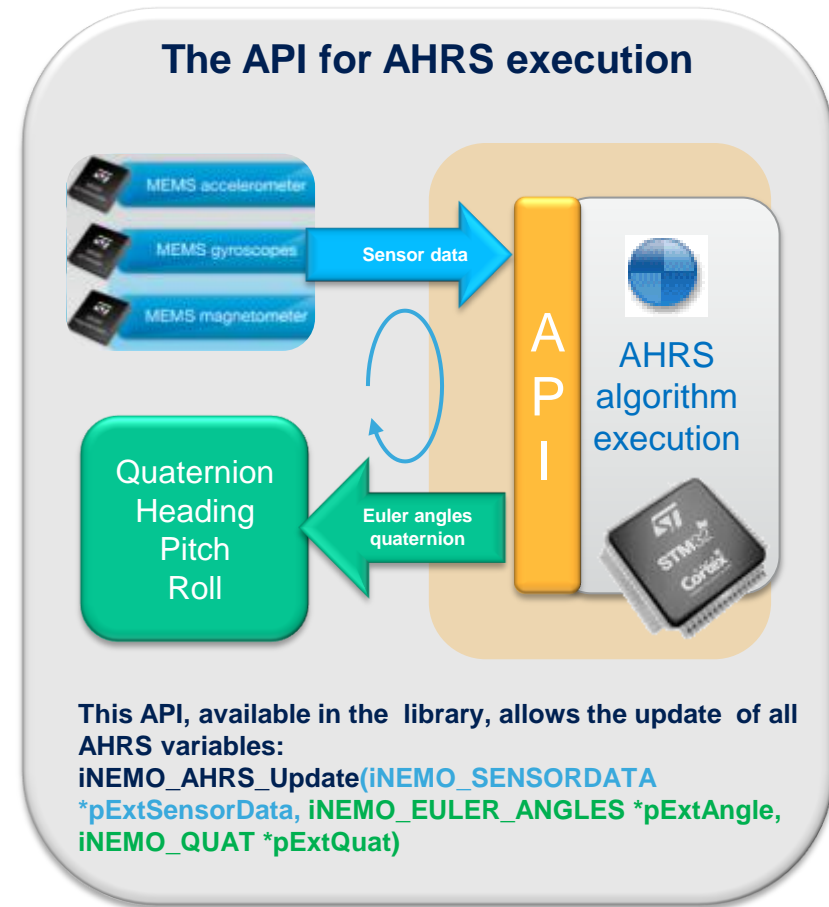 The API for AHRS execution
MEMS accelerometer
MEMS gyroscopes
MEMS magnetometer
Sensor data
A
P
I
AHRS
algorithm
execution
STM32
Cortex
Quaternion
Heading
Pitch
Roll
Euler angles
quaternion
This API, available in the library, allows the update of all
AHRS variables:
iNEMO_AHRS_Update(iNEMO_SENSORDATA
*pExtSensorData, iNEMO_EULER_ANGLES *pExtAngle,
iNEMO_QUAT *pExtQuat)